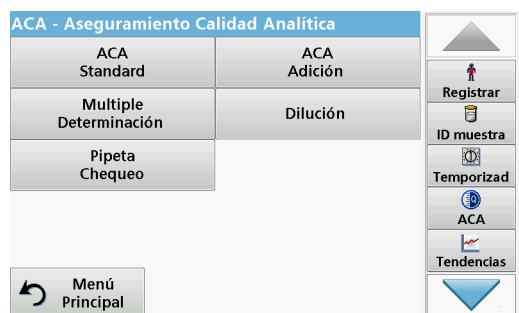 ACA - Aseguramiento Calidad Analítica
ACA
Standard
ACA
Adición
Multiple
Determinación
Dilución
Pipeta
Chequeo
Menú
Principal
Registrar
ID muestra
Temporizad
ACA
Tendencias